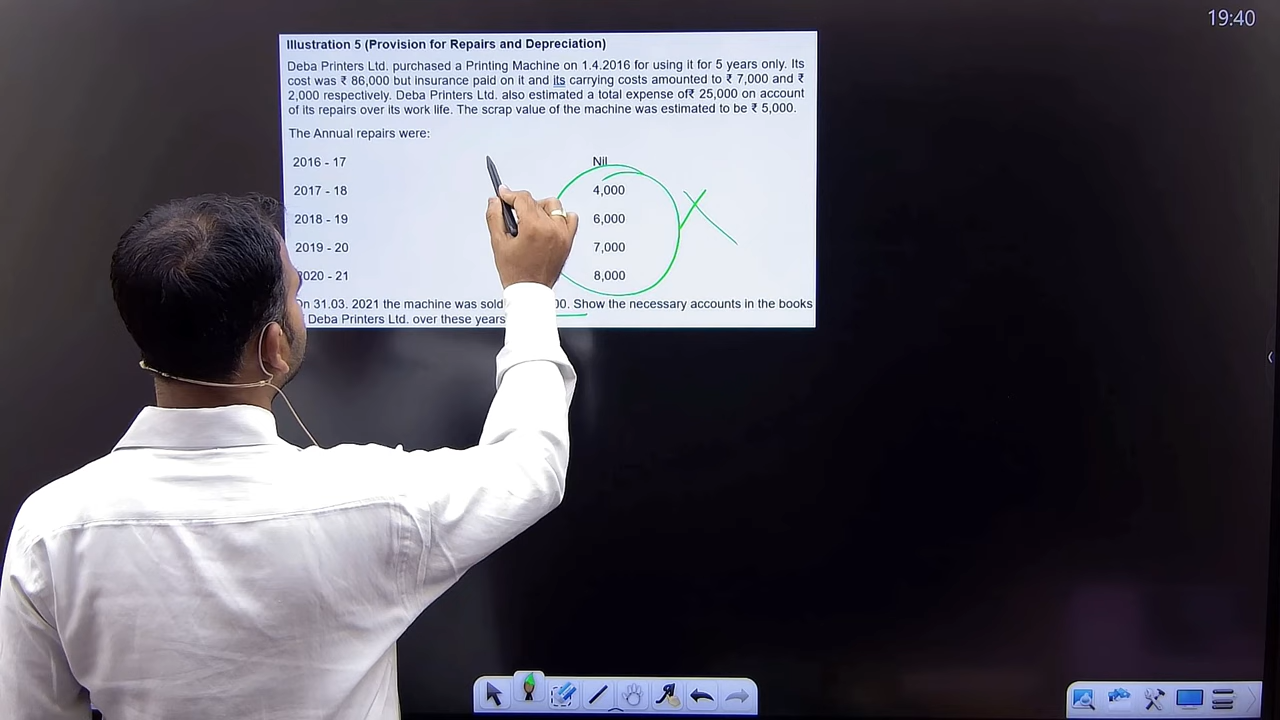 19:40
Illustration 5 (Provision for Repairs and Depreciation)
Deba Printers Ltd. purchased a Printing Machine on 1.4.2016 for using it for 5 years only. Its
cost was ₹ 86,000 but insurance paid on it and its carrying costs amounted to ₹ 7,000 and ₹
2,000 respectively. Deba Printers Ltd. also estimated a total expense of₹ 25,000 on account
of its repairs over its work life. The scrap value of the machine was estimated to be ₹ 5,000.
The Annual repairs were:
2016 - 17 Nil
2017 - 18 4,000
2018 - 19 6,000
2019 - 20 7,000
2020 - 21 8,000
On 31.03. 2021 the machine was sold 00. Show the necessary accounts in the books
Deba Printers Ltd. over these years